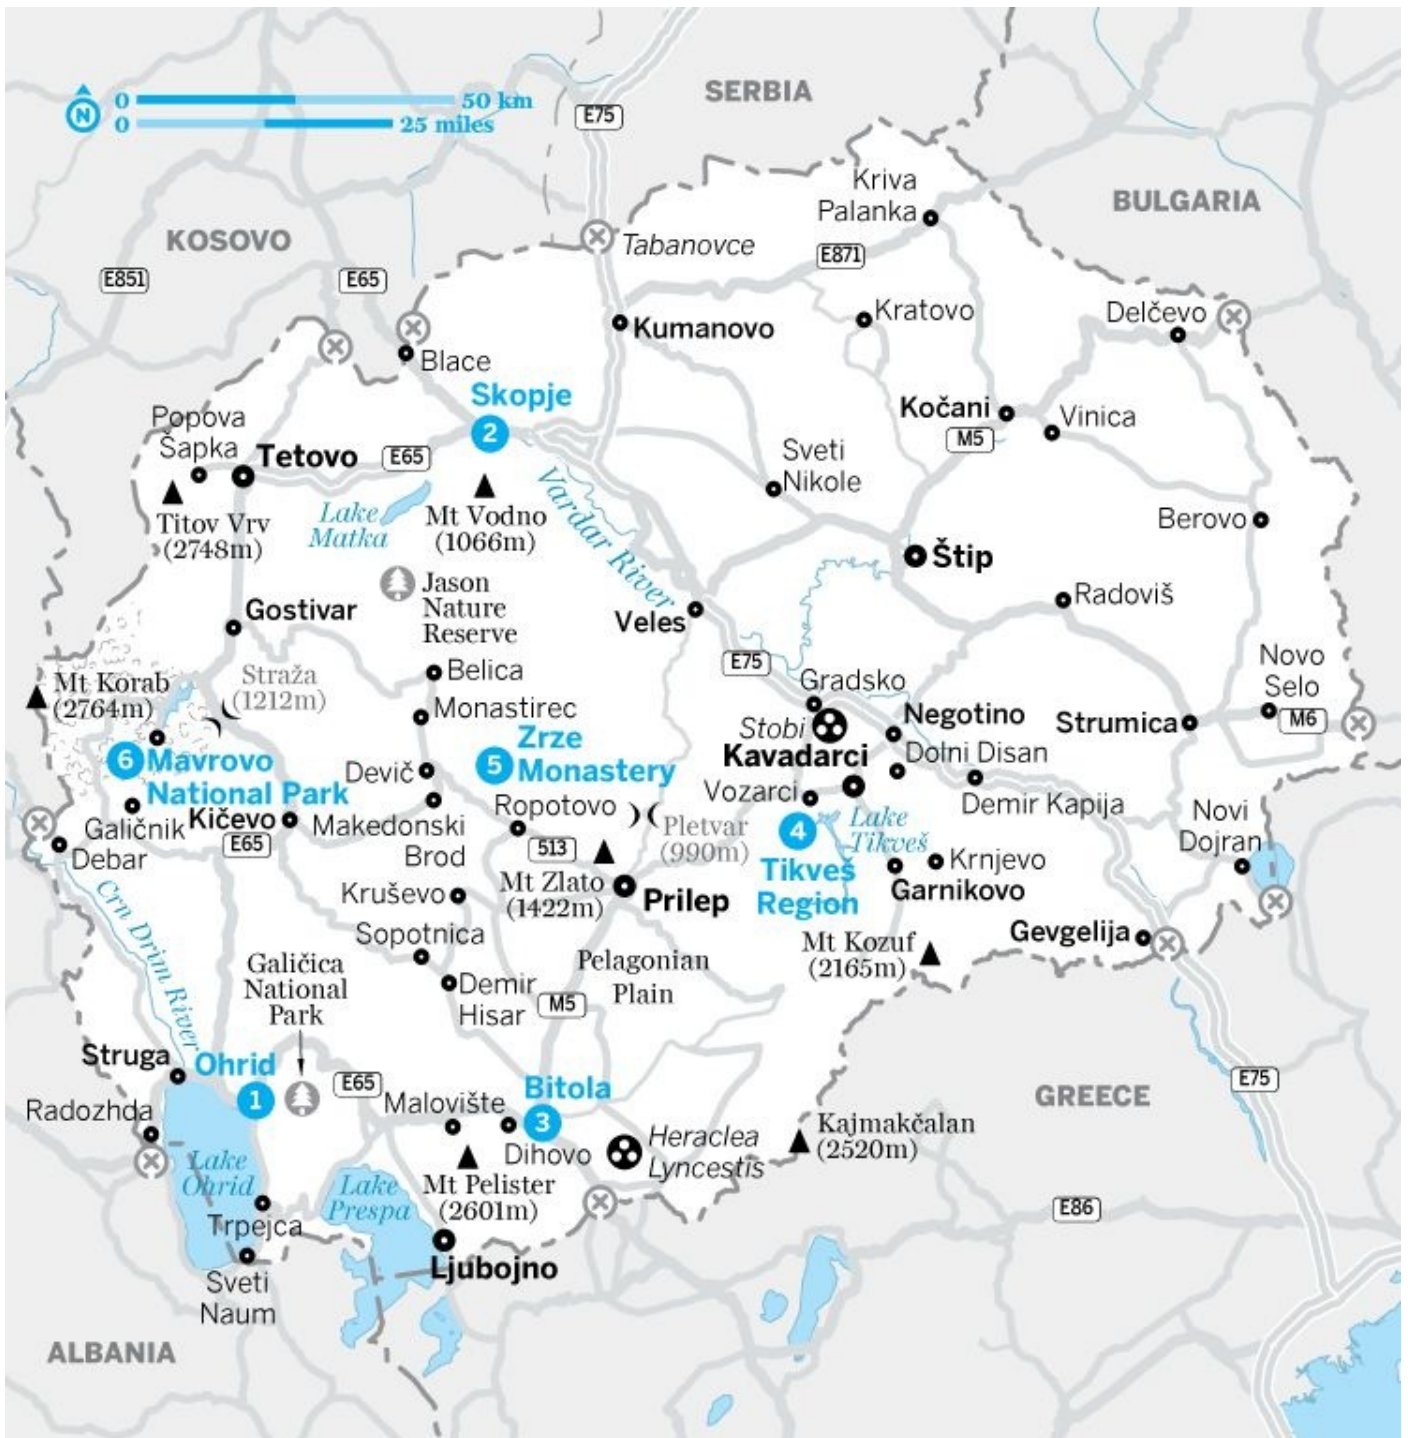 SERBIA
0 50 km
N
0 25 miles
E75
Kriva
Palanka
BULGARIA
KOSOVO
Tabanovce
E871
E851
E65
Kratovo
Delčevo
Kumanovo
Blace
Skopje
2
Popova
Šapka
Tetovo
E65
Kočani
M5
Vinica
Sveti
Nikole
Vardar River
Titov Vrv
(2748m)
Lake
Matka
Mt Vodno
(1066m)
Berovo
Štip
Jason
Nature
Reserve
Gostivar
Veles
Radoviš
E75
Straža
(1212m)
Belica
Mt Korab
(2764m)
Monastirec
Gradsko
Stobi
Negotino
Novo
Selo
M6
Strumica
6
Mavrovo
National Park
5
Zrze
Monastery
Kavadarci
Dolni Disan
Devič
Vozarci
Demir Kapija
Galičnik
Kičevo
E65
Debar
Makedonski
Brod
Ropotovo
513
Pletvar
(990m)
4
Tikveš
Region
Lake
Tikveš
Novi
Dojran
Krnjevo
Garnikovo
Kruševo
Mt Zlato
(1422m)
Prilep
Crn Drim River
Sopotnica
Galičica
National
Park
Demir
Hisar
Pelagonian
Plain
M5
Mt Kozuf
(2165m)
Gevgelija
Struga
Ohrid
1
E65
Bitola
3
Radozhda
Malovište
Dihovo
Heraclea
Lyncestis
Kajmakčalan
(2520m)
GREECE
E75
Lake
Ohrid
Lake
Prespa
Mt Pelister
(2601m)
E86
Trpejca
Ljubojno
Sveti
Naum
ALBANIA